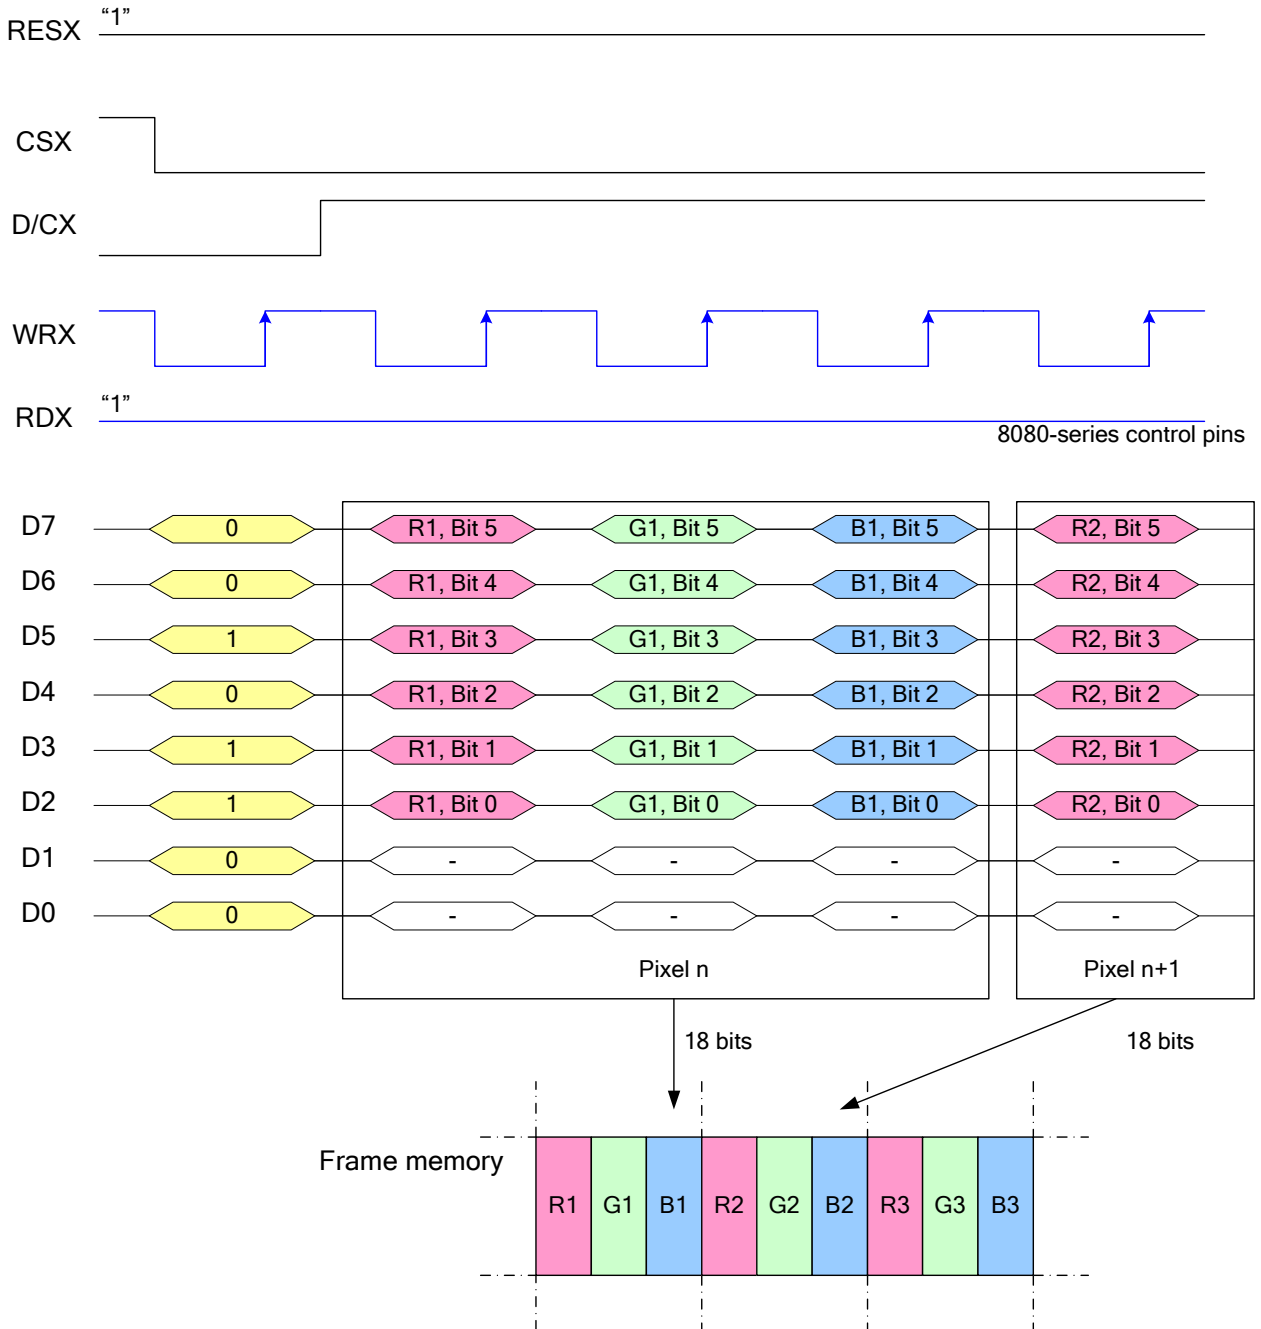 RESX “1”
CSX
D/CX
WRX
RDX “1”
8080-series control pins
D7 0 R1, Bit 5 G1, Bit 5 B1, Bit 5 R2, Bit 5
D6 0 R1, Bit 4 G1, Bit 4 B1, Bit 4 R2, Bit 4
D5 1 R1, Bit 3 G1, Bit 3 B1, Bit 3 R2, Bit 3
D4 0 R1, Bit 2 G1, Bit 2 B1, Bit 2 R2, Bit 2
D3 1 R1, Bit 1 G1, Bit 1 B1, Bit 1 R2, Bit 1
D2 1 R1, Bit 0 G1, Bit 0 B1, Bit 0 R2, Bit 0
D1 0 - - - -
D0 0 - - - -
Pixel n Pixel n+1
18 bits 18 bits
Frame memory
R1 G1 B1 R2 G2 B2 R3 G3 B3